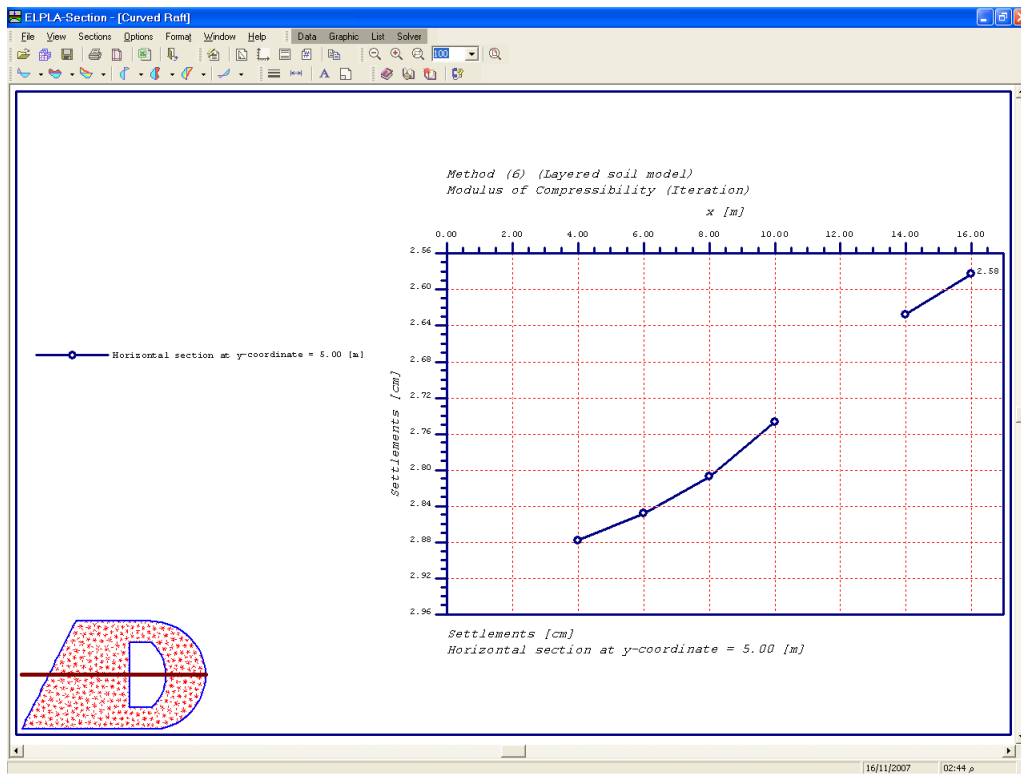 ELPLA-Section - [Curved Raft]
File View Sections Options Format Window Help Data Graphic List Solver
100
Method (6) (Layered soil model)
Modulus of Compressibility (Iteration)
x [m]
0.00 2.00 4.00 6.00 8.00 10.00 12.00 14.00 16.00
2.56
2.58
2.60
2.64
Horizontal section at y-coordinate = 5.00 [m]
2.68
2.72
2.76
2.80
2.84
2.88
2.92
2.96
Settlements [cm]
Settlements [cm]
Horizontal section at y-coordinate = 5.00 [m]
16/11/2007 02:44 م